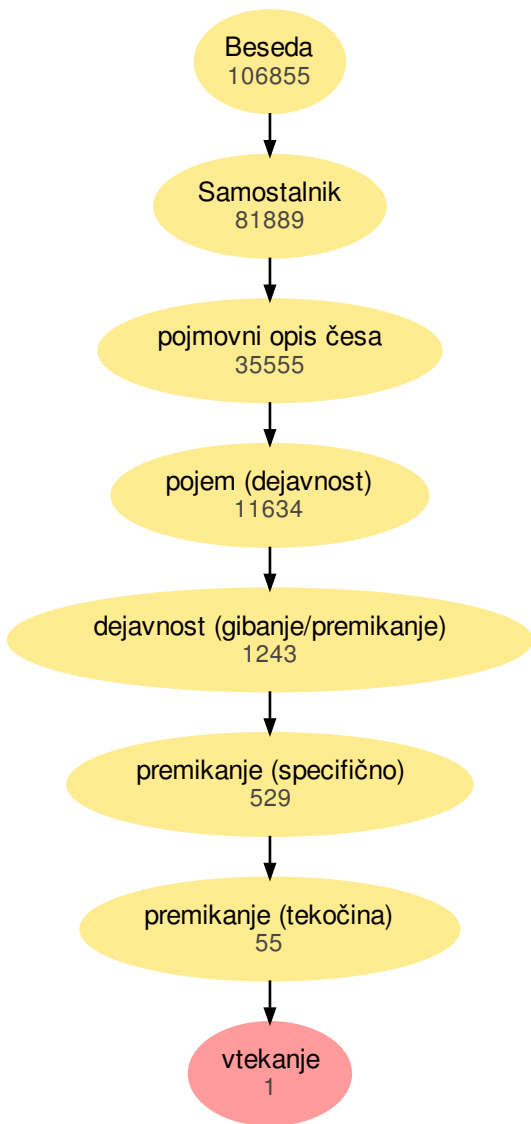 Beseda
106855
Samostalnik
81889
pojmovni opis česa
35555
pojem (dejavnost)
11634
dejavnost (gibanje/premikanje)
1243
premikanje (specifično)
529
premikanje (tekočina)
55
vtekanje
1